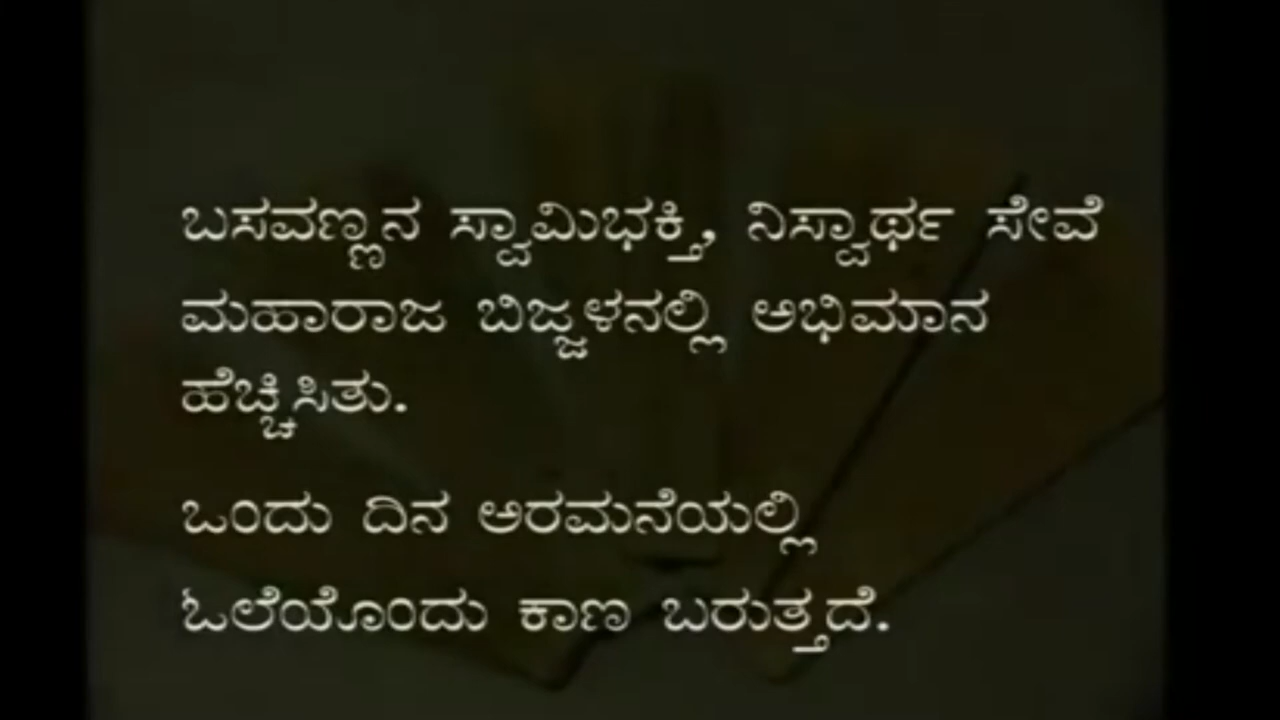 ಬಸವಣ್ಣನ ಸ್ವಾಮಿಭಕ್ತಿ, ನಿಸ್ವಾರ್ಥ ಸೇವೆ
ಮಹಾರಾಜ ಬಿಜ್ಜಳನಲ್ಲಿ ಅಭಿಮಾನ
ಹೆಚ್ಚಿಸಿತು.
ಒಂದು ದಿನ ಅರಮನೆಯಲ್ಲಿ
ಓಲೆಯೊಂದು ಕಾಣ ಬರುತ್ತದೆ.